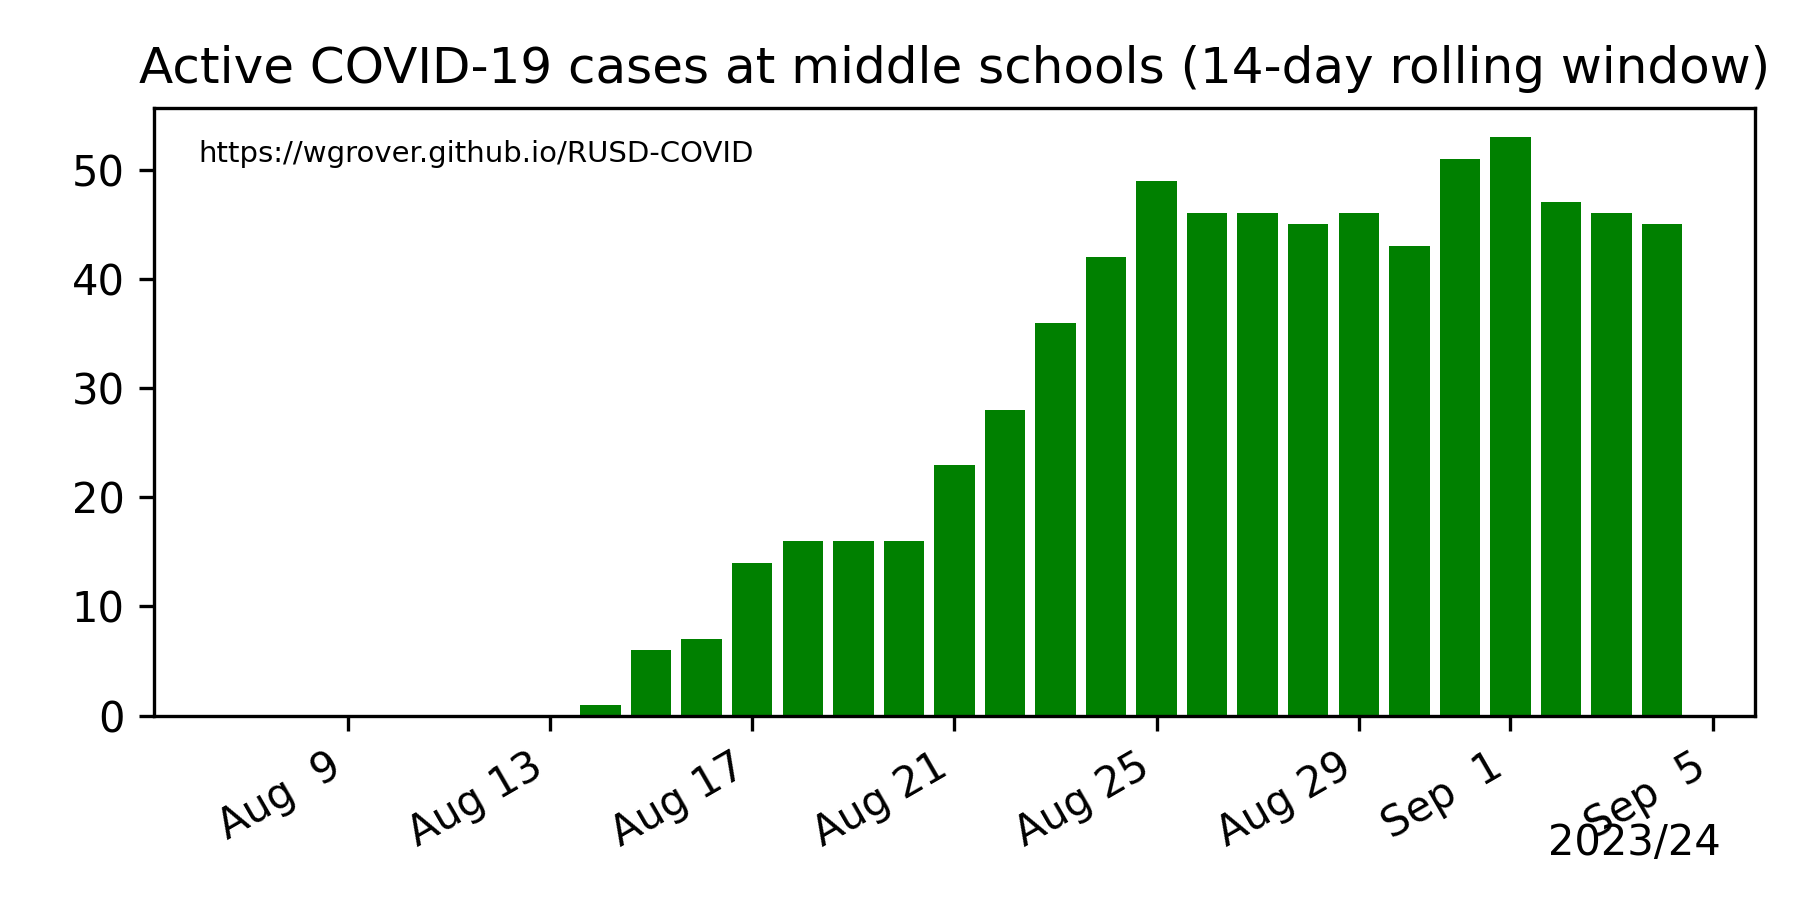 Active COVID-19 cases at middle schools (14-day rolling window)
https://wgrover.github.io/RUSD-COVID
50
40
30
20
10
0
Aug 9
Aug 13
Aug 17
Aug 21
Aug 25
Aug 29
Sep 1
Sep 5
2023/24